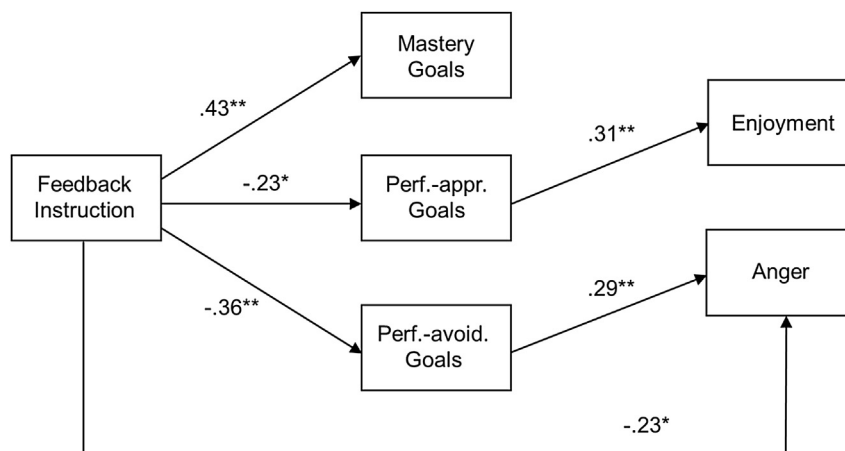 Mastery
Goals
.43**
Enjoyment
.31**
Feedback
Instruction
-.23*
Perf.-appr.
Goals
Anger
-.36**
.29**
Perf.-avoid.
Goals
-.23*